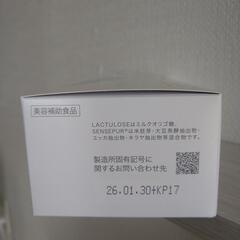 美容補助食品
LACTULOSEはミルクオリゴ糖、
SENSEPUR®は米胚芽・大豆発酵抽出物・
ユッカ抽出物・キラヤ抽出物等混合物です。
製造所固有記号に
関するお問い合わせ先
26.01.30+KP17